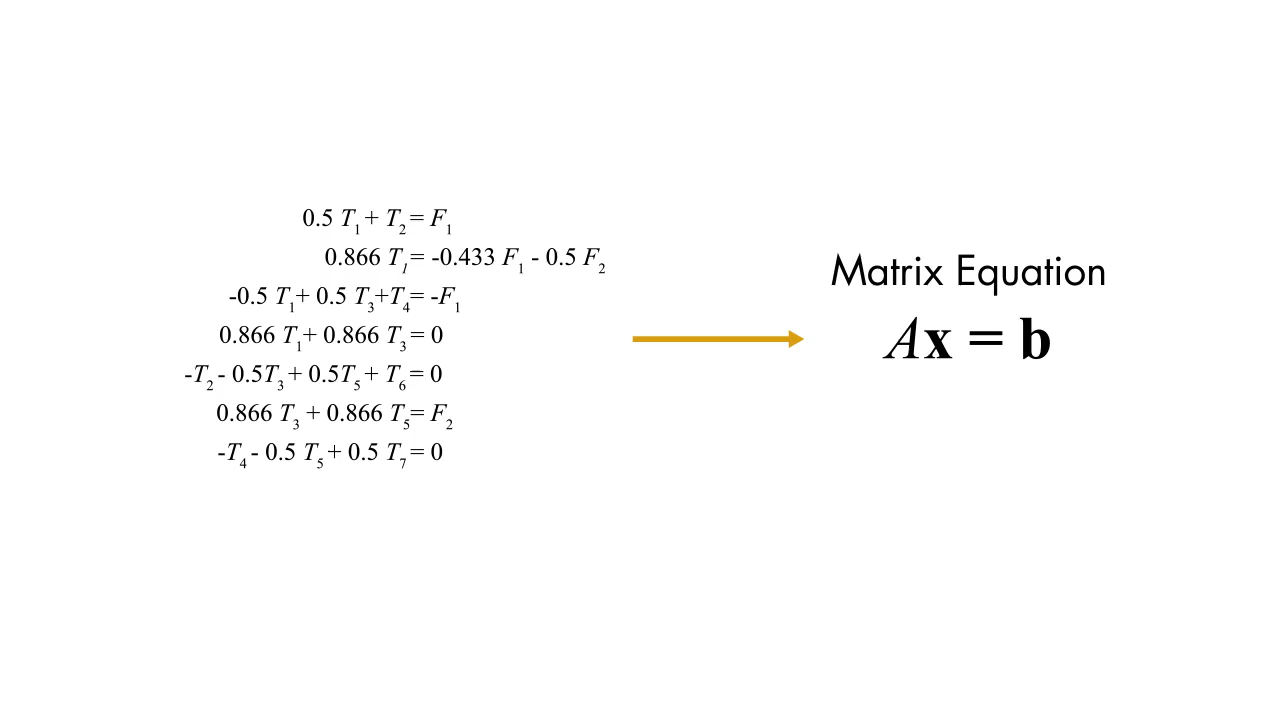 0.5 T₁ + T₂ = F₁
0.866 T₁ = -0.433 F₁ - 0.5 F₂
-0.5 T₁+ 0.5 T₃+T₄= -F₁
0.866 T₁+ 0.866 T₃ = 0
-T₂ - 0.5T₃ + 0.5T₅ + T₆ = 0
0.866 T₃ + 0.866 T₅= F₂
-T₄ - 0.5 T₅ + 0.5 T₇ = 0
Matrix Equation
Ax = b